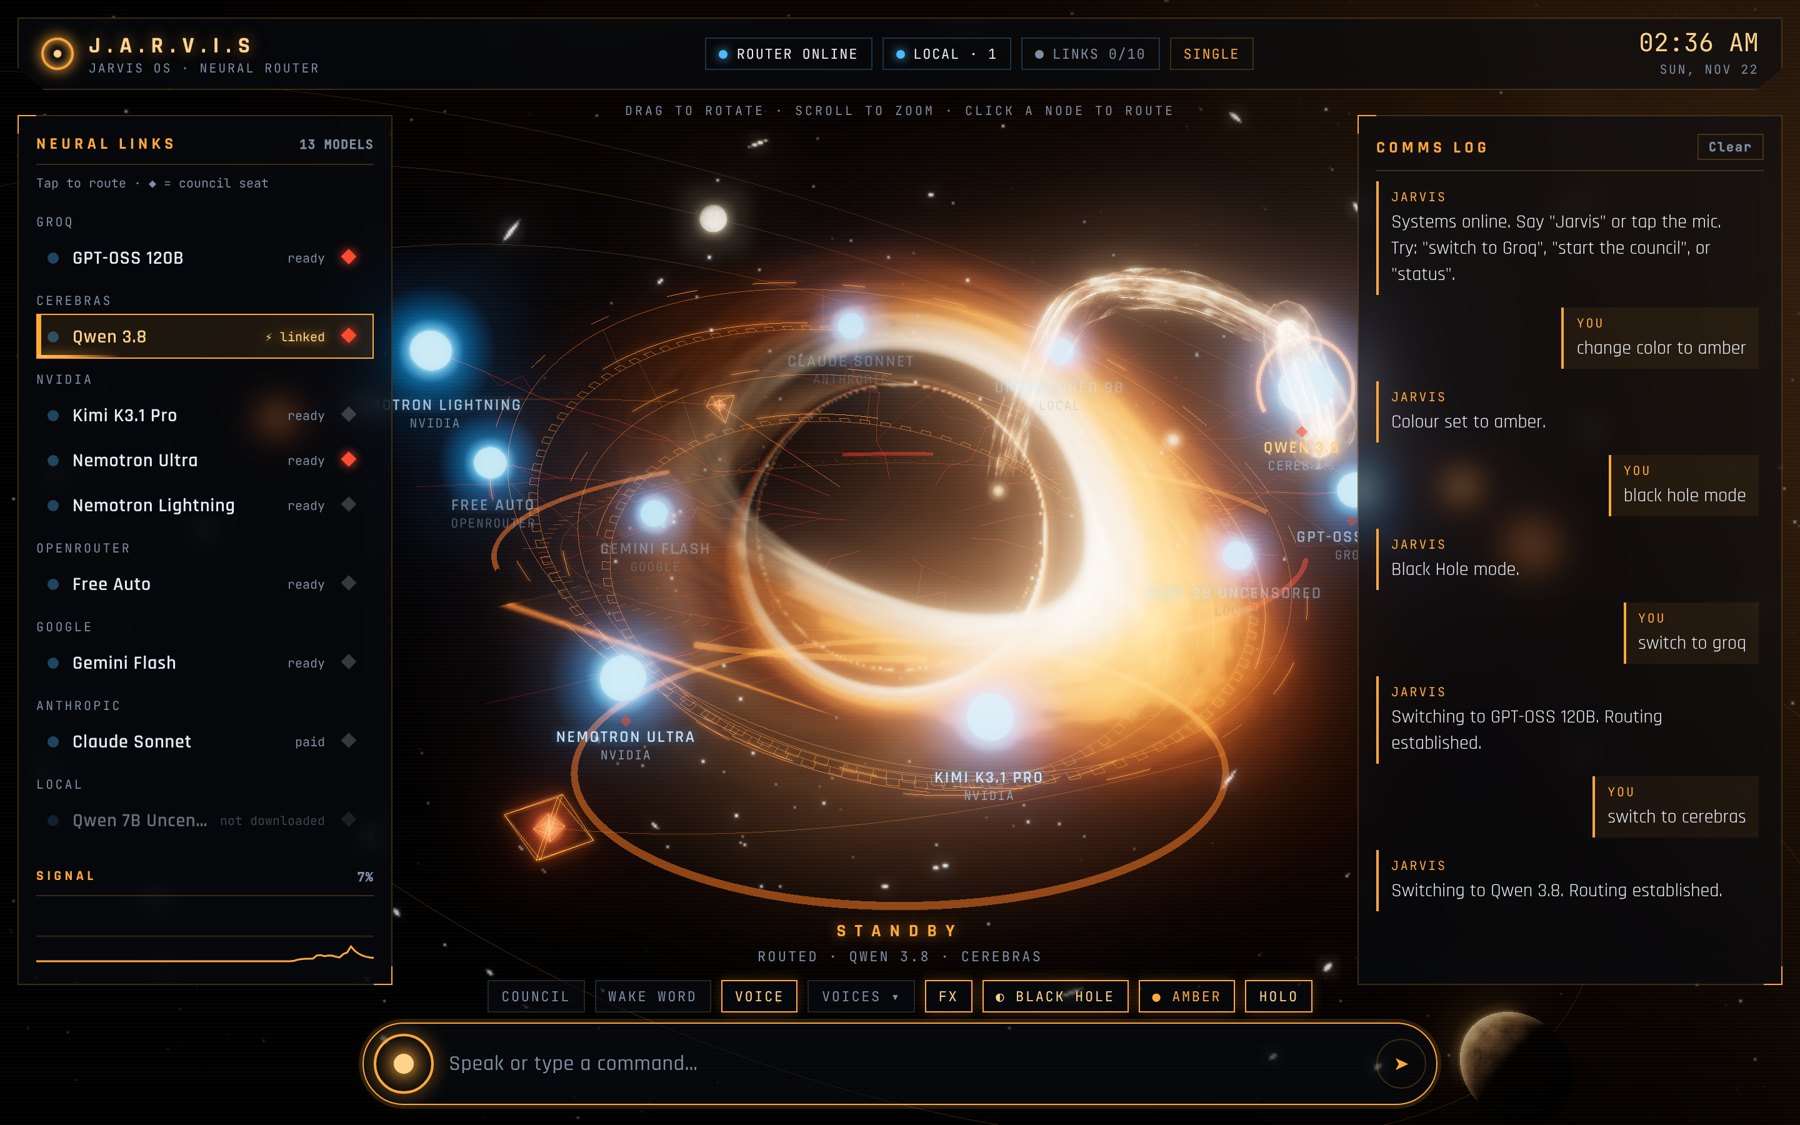 J.A.R.V.I.S
JARVIS OS · NEURAL ROUTER
ROUTER ONLINE
LOCAL · 1
LINKS 0/10
SINGLE
02:36 AM
SUN, NOV 22
DRAG TO ROTATE · SCROLL TO ZOOM · CLICK A NODE TO ROUTE
NEURAL LINKS
13 MODELS
Tap to route · ◆ = council seat
GROQ
GPT-OSS 120B ready
CEREBRAS
Qwen 3.8 ⚡ linked
NVIDIA
Kimi K3.1 Pro ready
Nemotron Ultra ready
Nemotron Lightning ready
OPENROUTER
Free Auto ready
GOOGLE
Gemini Flash ready
ANTHROPIC
Claude Sonnet paid
LOCAL
Qwen 7B Uncen... not downloaded
SIGNAL 7%
CLAUDE SONNET
ANTHROPIC
9B
LOCAL
LIGHTNING
NVIDIA
QWEN 3.8
CEREBRAS
FREE AUTO
OPENROUTER
GEMINI FLASH
GOOGLE
GPT-OSS
2B UNCENSORED
NEMOTRON ULTRA
NVIDIA
KIMI K3.1 PRO
NVIDIA
STANDBY
ROUTED · QWEN 3.8 · CEREBRAS
COUNCIL
WAKE WORD
VOICE
VOICES ▾
FX
◐ BLACK HOLE
● AMBER
HOLO
Speak or type a command...
COMMS LOG
Clear
JARVIS
Systems online. Say "Jarvis" or tap the mic.
Try: "switch to Groq", "start the council", or
"status".
YOU
change color to amber
JARVIS
Colour set to amber.
YOU
black hole mode
JARVIS
Black Hole mode.
YOU
switch to groq
JARVIS
Switching to GPT-OSS 120B. Routing
established.
YOU
switch to cerebras
JARVIS
Switching to Qwen 3.8. Routing established.